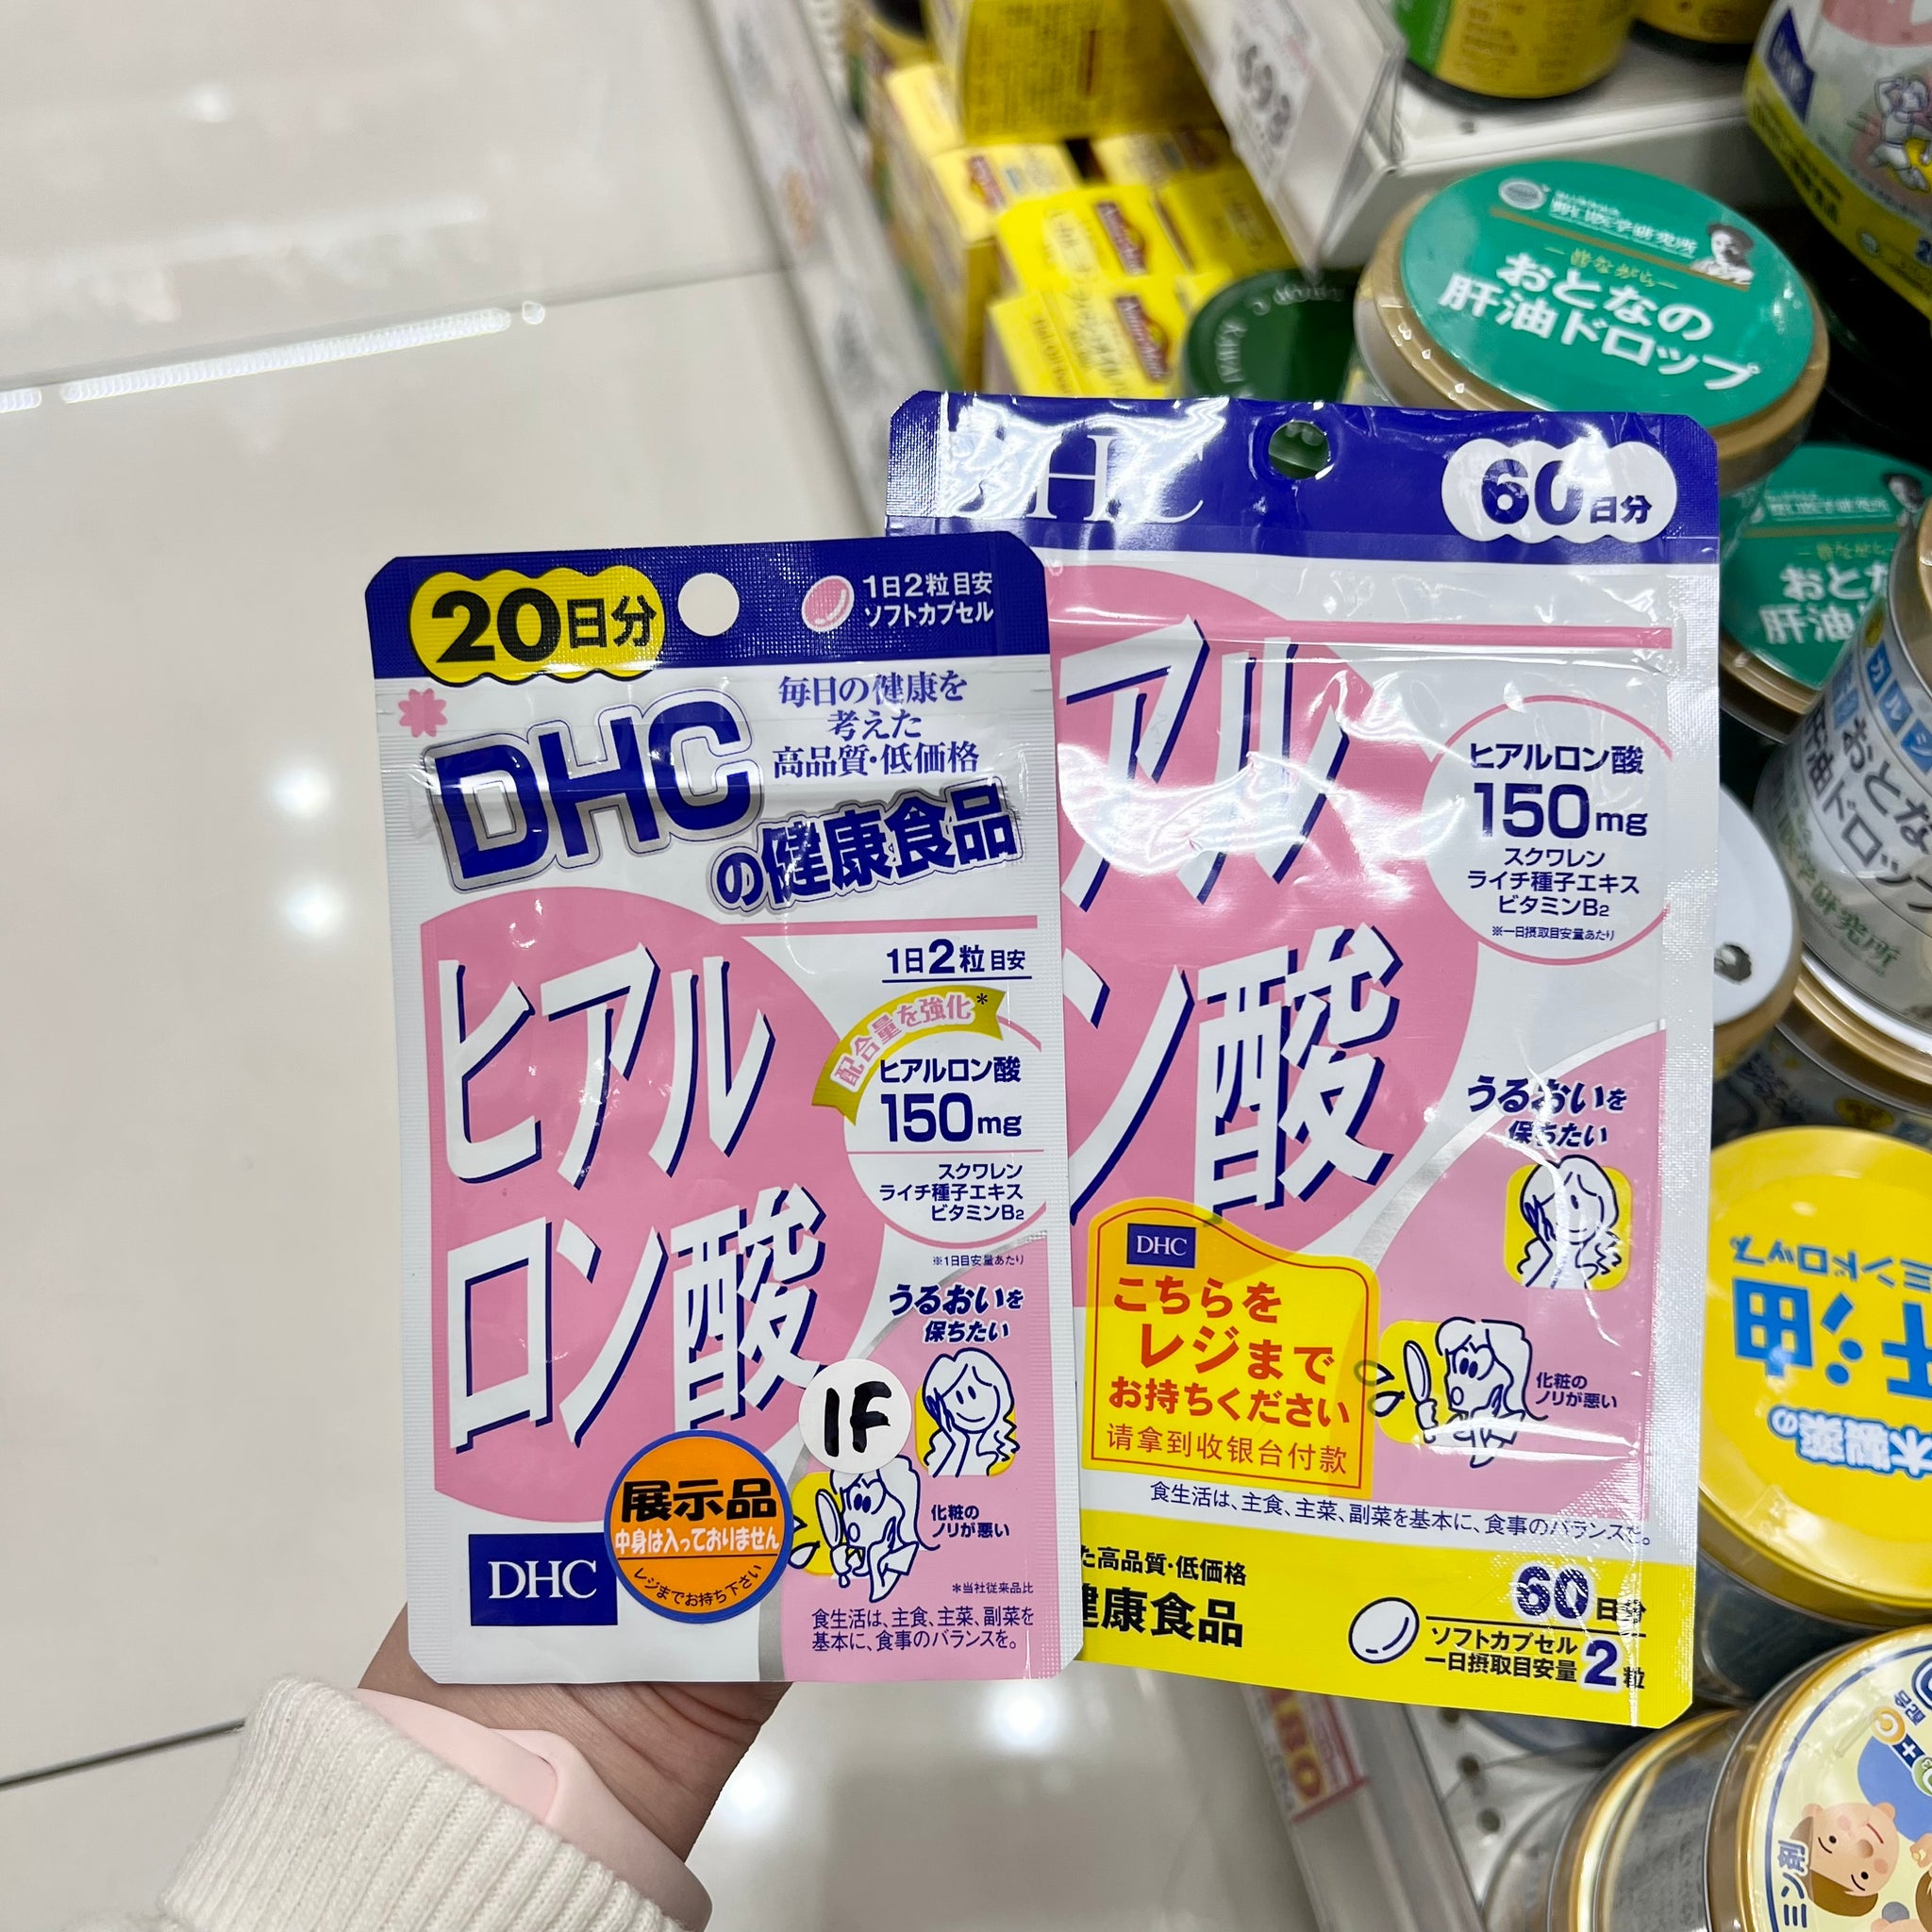 20日分
1日2粒目安
ソフトカプセル
毎日の健康を
考えた
高品質・低価格
DHC
の健康食品
ヒアル
ロン酸
1日2粒目安
配合量を強化*
ヒアルロン酸
150mg
スクワレン
ライチ種子エキス
ビタミンB2
※1日目安量あたり
うるおいを
保ちたい
1F
化粧の
ノリが悪い
展示品
中身は入っておりません
レジまでお持ち下さい
DHC
*当社従来品比
食生活は、主食、主菜、副菜を
基本に、食事のバランスを。
60日分
アル
ン酸
ヒアルロン酸
150mg
スクワレン
ライチ種子エキス
ビタミンB2
※一日摂取目安量あたり
うるおいを
保ちたい
化粧の
ノリが悪い
DHC
こちらを
レジまで
お持ちください
请拿到收银台付款
食生活は、主食、主菜、副菜を基本に、食事のバランスを。
た高品質・低価格
健康食品
60日分
ソフトカプセル
一日摂取目安量2粒
698
おとなの
肝油ドロップ
DHC
KAWAI